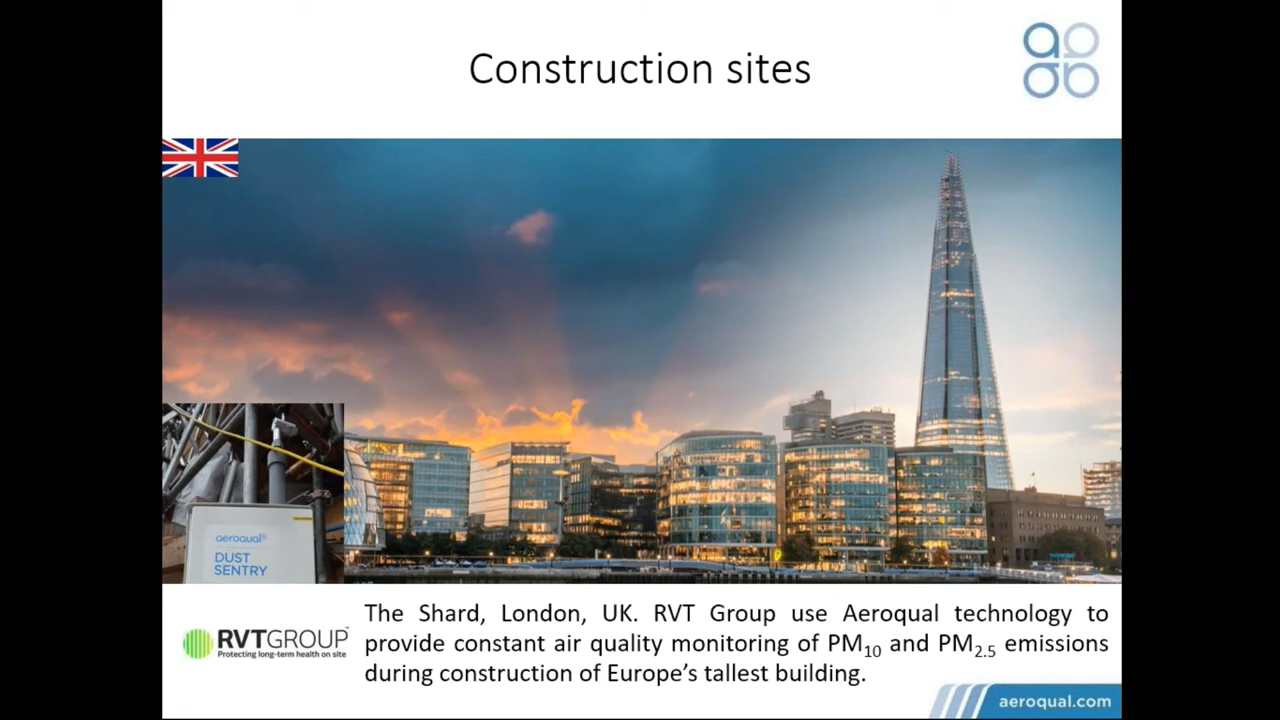 Construction sites
aeroqual
DUST
SENTRY
RVTGROUP™
Protecting long-term health on site
The Shard, London, UK. RVT Group use Aeroqual technology to
provide constant air quality monitoring of PM₁₀ and PM₂.₅ emissions
during construction of Europe’s tallest building.
aeroqual.com